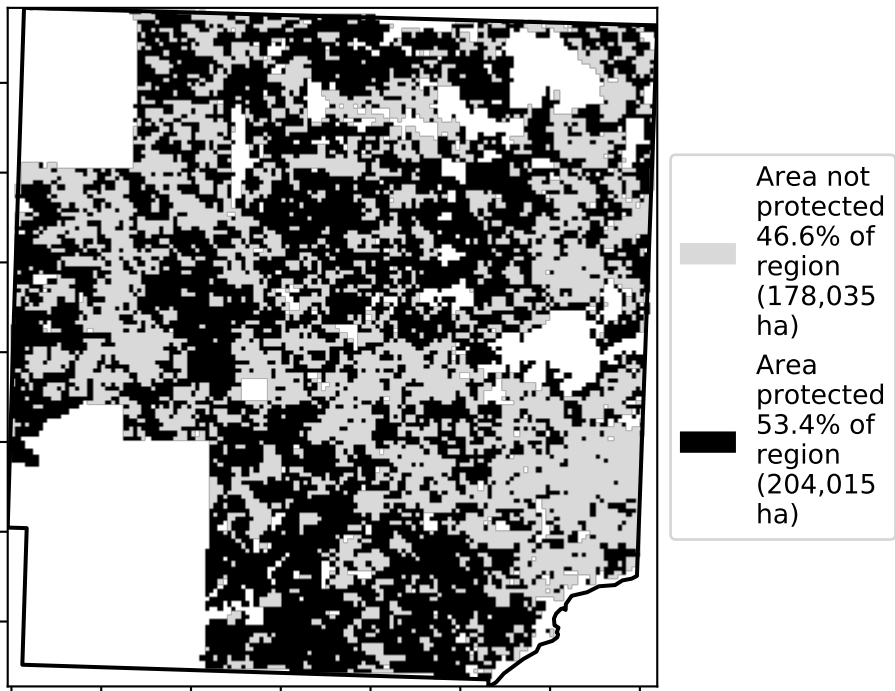 Area not
protected
46.6% of
region
(178,035
ha)
Area
protected
53.4% of
region
(204,015
ha)